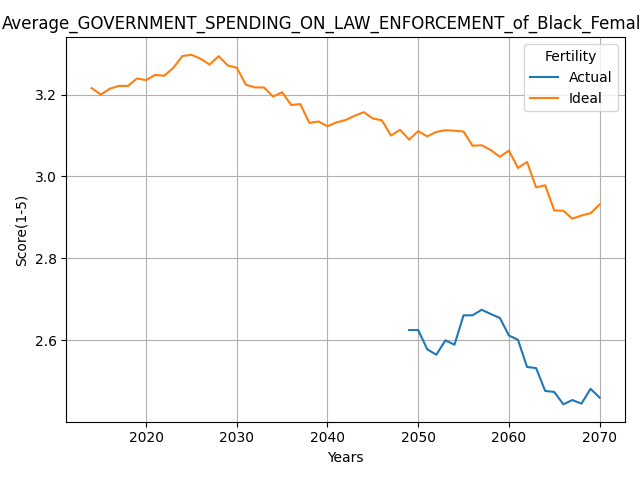 Average_GOVERNMENT_SPENDING_ON_LAW_ENFORCEMENT_of_Black_Femal
Fertility
Actual
Ideal
3.2
3.0
2.8
2.6
Score(1-5)
2020 2030 2040 2050 2060 2070
Years